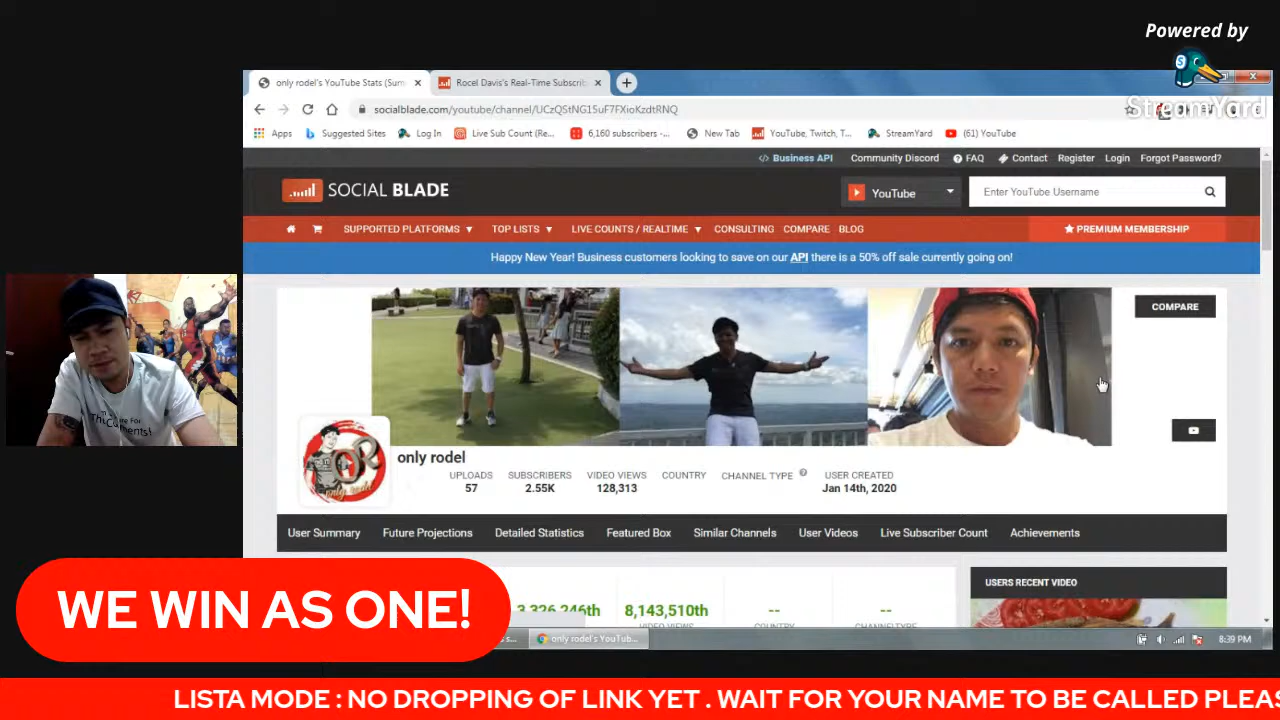 Powered by
StreamYard
only rodel's YouTube Stats (Sum
Rocel Davis's Real-Time Subscrib
socialblade.com/youtube/channel/UCzQStNG15uF7FXioKzdtRNQ
Apps
Suggested Sites
Log In
Live Sub Count (Re...
6,160 subscribers -...
New Tab
YouTube, Twitch, T...
StreamYard
(61) YouTube
Business API
Community Discord
FAQ
Contact
Register
Login
Forgot Password?
SOCIAL BLADE
YouTube
Enter YouTube Username
SUPPORTED PLATFORMS
TOP LISTS
LIVE COUNTS / REALTIME
CONSULTING
COMPARE
BLOG
PREMIUM MEMBERSHIP
Happy New Year! Business customers looking to save on our API there is a 50% off sale currently going on!
COMPARE
OR
only rodel
only rodel
UPLOADS
57
SUBSCRIBERS
2.55K
VIDEO VIEWS
128,313
COUNTRY
CHANNEL TYPE
USER CREATED
Jan 14th, 2020
User Summary
Future Projections
Detailed Statistics
Featured Box
Similar Channels
User Videos
Live Subscriber Count
Achievements
3,326,246th
8,143,510th
VIDEO VIEWS
--
COUNTRY
--
CHANNEL TYPE
USERS RECENT VIDEO
only rodel's YouTub...
8:39 PM
WE WIN AS ONE!
LISTA MODE : NO DROPPING OF LINK YET . WAIT FOR YOUR NAME TO BE CALLED PLEAS